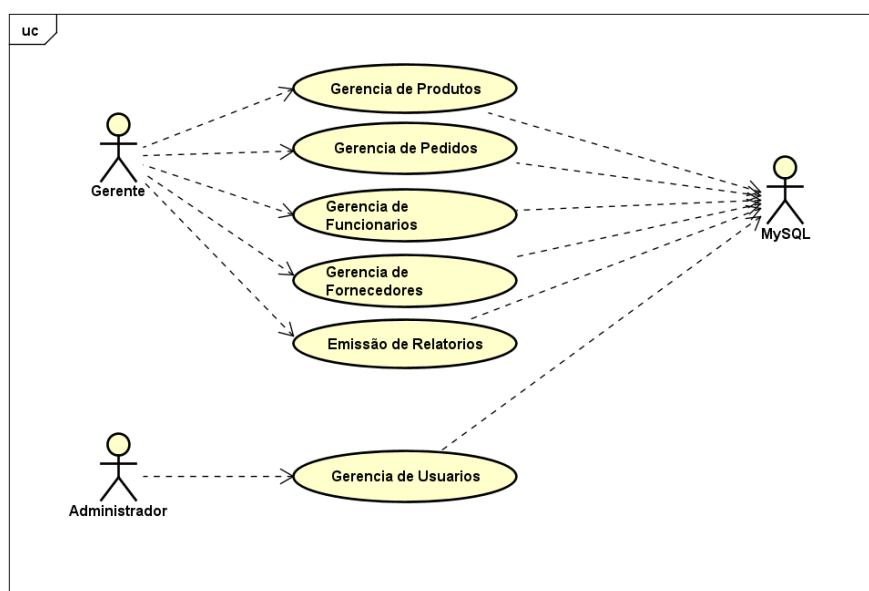 uc
Gerencia de Produtos
Gerencia de Pedidos
Gerente
Gerencia de
Funcionarios
MySQL
Gerencia de
Fornecedores
Emissão de Relatorios
Gerencia de Usuarios
Administrador